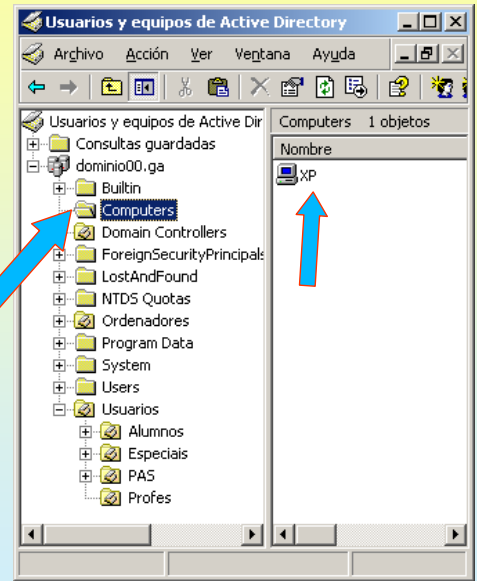 Usuarios y equipos de Active Directory
Archivo Acción Ver Ventana Ayuda
Usuarios y equipos de Active Dir
Consultas guardadas
dominio00.ga
Builtin
Computers
Domain Controllers
ForeignSecurityPrincipals
LostAndFound
NTDS Quotas
Ordenadores
Program Data
System
Users
Usuarios
Alumnos
Especiais
PAS
Profes
Computers 1 objetos
Nombre
XP